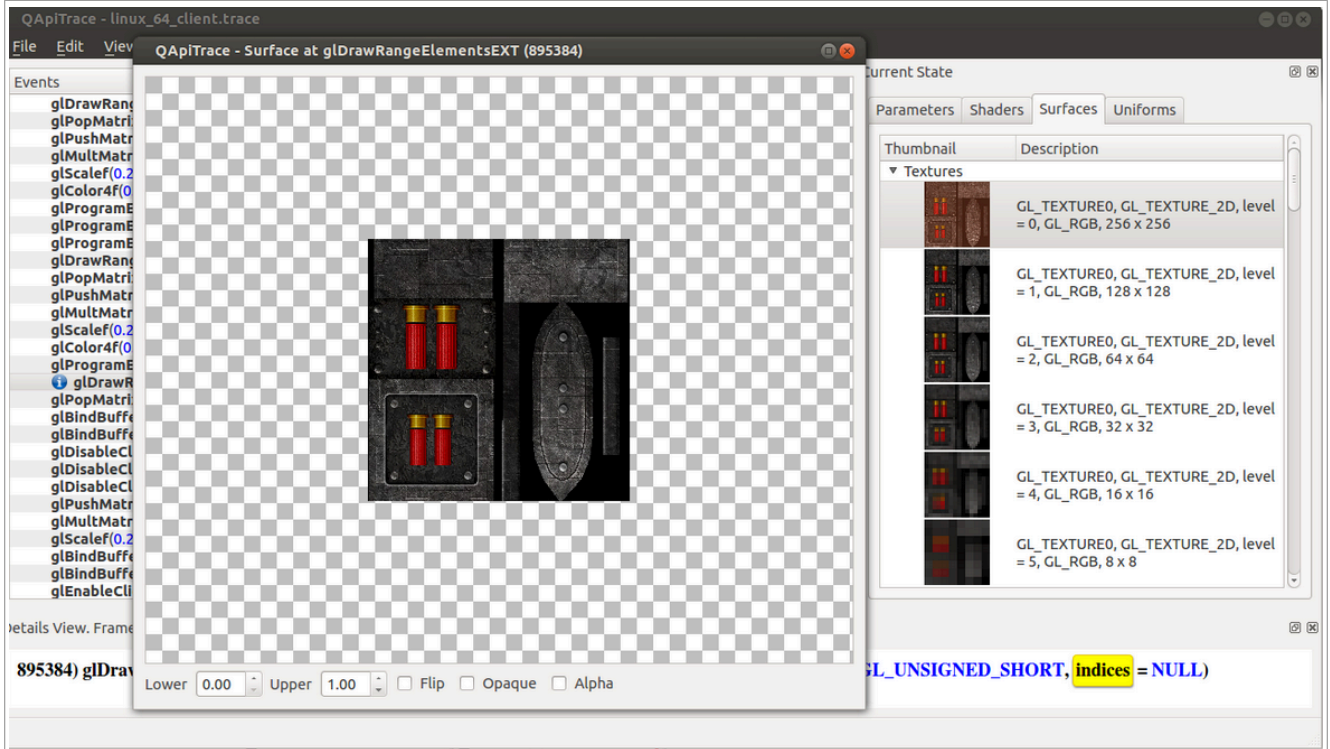 QApiTrace - linux_64_client.trace
File Edit View
QApiTrace - Surface at glDrawRangeElementsEXT (895384)
Events
glDrawRang
glPopMatri
glPushMatr
glMultMatr
glScalef(0.2
glColor4f(0
glProgramE
glProgramE
glProgramE
glDrawRang
glPopMatri
glPushMatr
glMultMatr
glScalef(0.2
glColor4f(0
glProgramE
glDrawR
glPopMatri
glBindBuffe
glBindBuffe
glDisableCl
glDisableCl
glDisableCl
glPushMatr
glMultMatr
glScalef(0.2
glBindBuffe
glBindBuffe
glEnableCli
Lower 0.00 Upper 1.00 Flip Opaque Alpha
Current State
Parameters Shaders Surfaces Uniforms
Thumbnail Description
Textures
GL_TEXTURE0, GL_TEXTURE_2D, level
= 0, GL_RGB, 256 x 256
GL_TEXTURE0, GL_TEXTURE_2D, level
= 1, GL_RGB, 128 x 128
GL_TEXTURE0, GL_TEXTURE_2D, level
= 2, GL_RGB, 64 x 64
GL_TEXTURE0, GL_TEXTURE_2D, level
= 3, GL_RGB, 32 x 32
GL_TEXTURE0, GL_TEXTURE_2D, level
= 4, GL_RGB, 16 x 16
GL_TEXTURE0, GL_TEXTURE_2D, level
= 5, GL_RGB, 8 x 8
Details View. Frame
895384) glDraw GL_UNSIGNED_SHORT, indices = NULL)